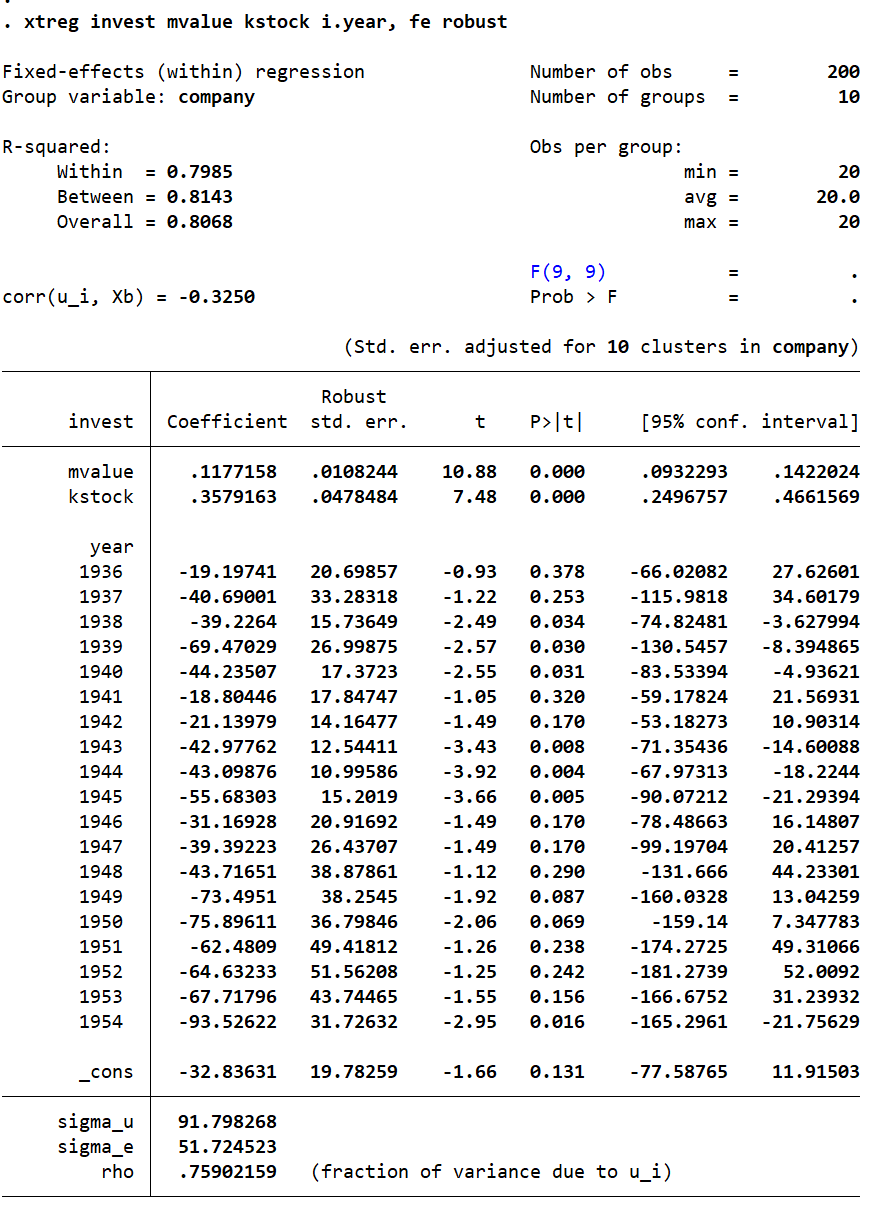 .
. xtreg invest mvalue kstock i.year, fe robust
Fixed-effects (within) regression Number of obs = 200
Group variable: company Number of groups = 10
R-squared: Obs per group:
Within = 0.7985 min = 20
Between = 0.8143 avg = 20.0
Overall = 0.8068 max = 20
F(9, 9) = .
corr(u_i, Xb) = -0.3250 Prob > F = .
(Std. err. adjusted for 10 clusters in company)
Robust
invest Coefficient std. err. t P>|t| [95% conf. interval]
mvalue .1177158 .0108244 10.88 0.000 .0932293 .1422024
kstock .3579163 .0478484 7.48 0.000 .2496757 .4661569
year
1936 -19.19741 20.69857 -0.93 0.378 -66.02082 27.62601
1937 -40.69001 33.28318 -1.22 0.253 -115.9818 34.60179
1938 -39.2264 15.73649 -2.49 0.034 -74.82481 -3.627994
1939 -69.47029 26.99875 -2.57 0.030 -130.5457 -8.394865
1940 -44.23507 17.3723 -2.55 0.031 -83.53394 -4.93621
1941 -18.80446 17.84747 -1.05 0.320 -59.17824 21.56931
1942 -21.13979 14.16477 -1.49 0.170 -53.18273 10.90314
1943 -42.97762 12.54411 -3.43 0.008 -71.35436 -14.60088
1944 -43.09876 10.99586 -3.92 0.004 -67.97313 -18.2244
1945 -55.68303 15.2019 -3.66 0.005 -90.07212 -21.29394
1946 -31.16928 20.91692 -1.49 0.170 -78.48663 16.14807
1947 -39.39223 26.43707 -1.49 0.170 -99.19704 20.41257
1948 -43.71651 38.87861 -1.12 0.290 -131.666 44.23301
1949 -73.4951 38.2545 -1.92 0.087 -160.0328 13.04259
1950 -75.89611 36.79846 -2.06 0.069 -159.14 7.347783
1951 -62.4809 49.41812 -1.26 0.238 -174.2725 49.31066
1952 -64.63233 51.56208 -1.25 0.242 -181.2739 52.0092
1953 -67.71796 43.74465 -1.55 0.156 -166.6752 31.23932
1954 -93.52622 31.72632 -2.95 0.016 -165.2961 -21.75629
_cons -32.83631 19.78259 -1.66 0.131 -77.58765 11.91503
sigma_u 91.798268
sigma_e 51.724523
rho .75902159 (fraction of variance due to u_i)